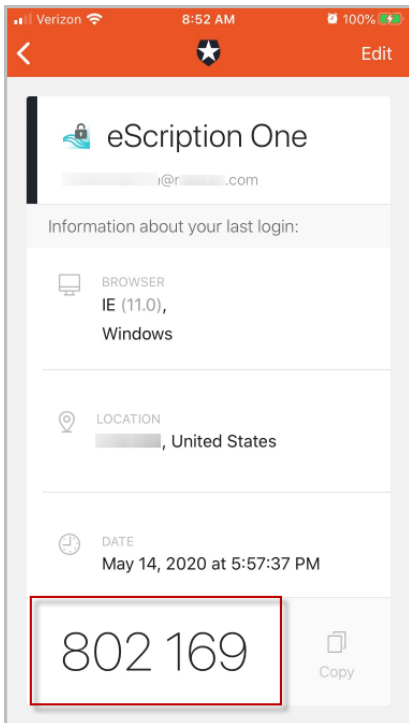 Verizon 8:52 AM 100%
Edit
eScription One
@r .com
Information about your last login:
BROWSER
IE (11.0),
Windows
LOCATION
, United States
DATE
May 14, 2020 at 5:57:37 PM
802 169
Copy